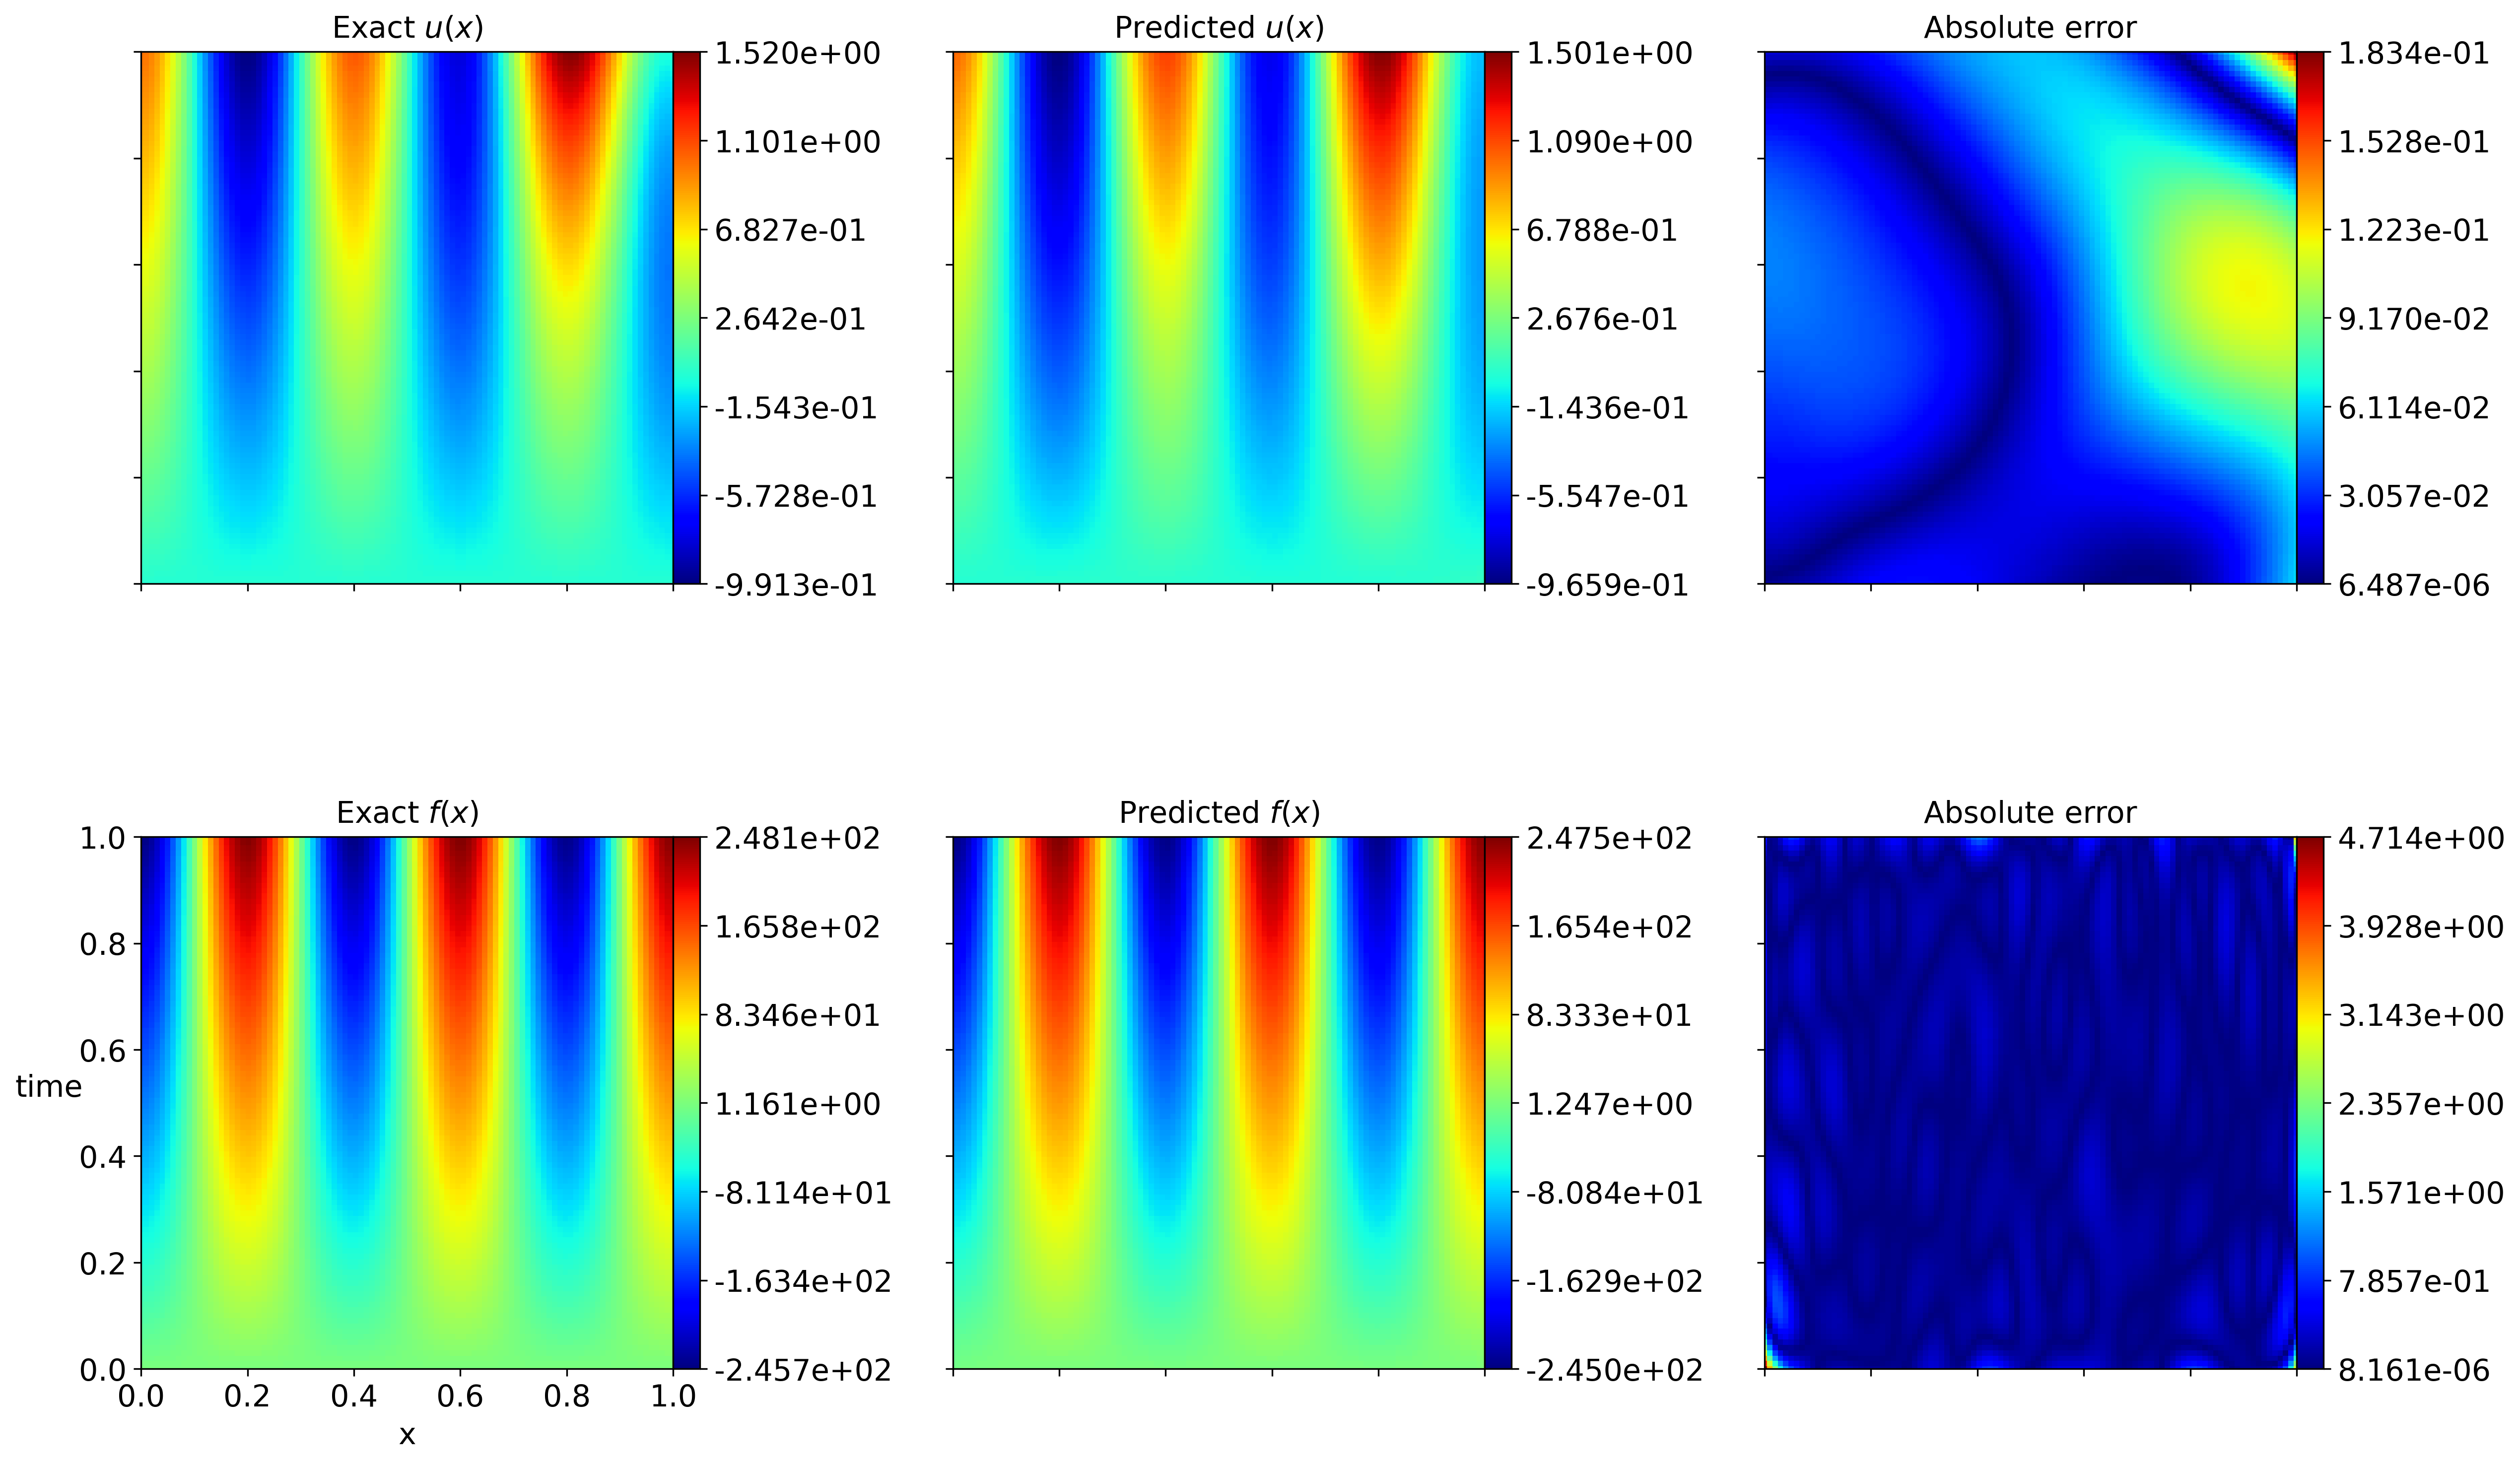 Exact u(x)
1.520e+00
1.101e+00
6.827e-01
2.642e-01
-1.543e-01
-5.728e-01
-9.913e-01
Predicted u(x)
1.501e+00
1.090e+00
6.788e-01
2.676e-01
-1.436e-01
-5.547e-01
-9.659e-01
Absolute error
1.834e-01
1.528e-01
1.223e-01
9.170e-02
6.114e-02
3.057e-02
6.487e-06
Exact f(x)
time
1.0
0.8
0.6
0.4
0.2
0.0
0.0 0.2 0.4 0.6 0.8 1.0
x
2.481e+02
1.658e+02
8.346e+01
1.161e+00
-8.114e+01
-1.634e+02
-2.457e+02
Predicted f(x)
2.475e+02
1.654e+02
8.333e+01
1.247e+00
-8.084e+01
-1.629e+02
-2.450e+02
Absolute error
4.714e+00
3.928e+00
3.143e+00
2.357e+00
1.571e+00
7.857e-01
8.161e-06